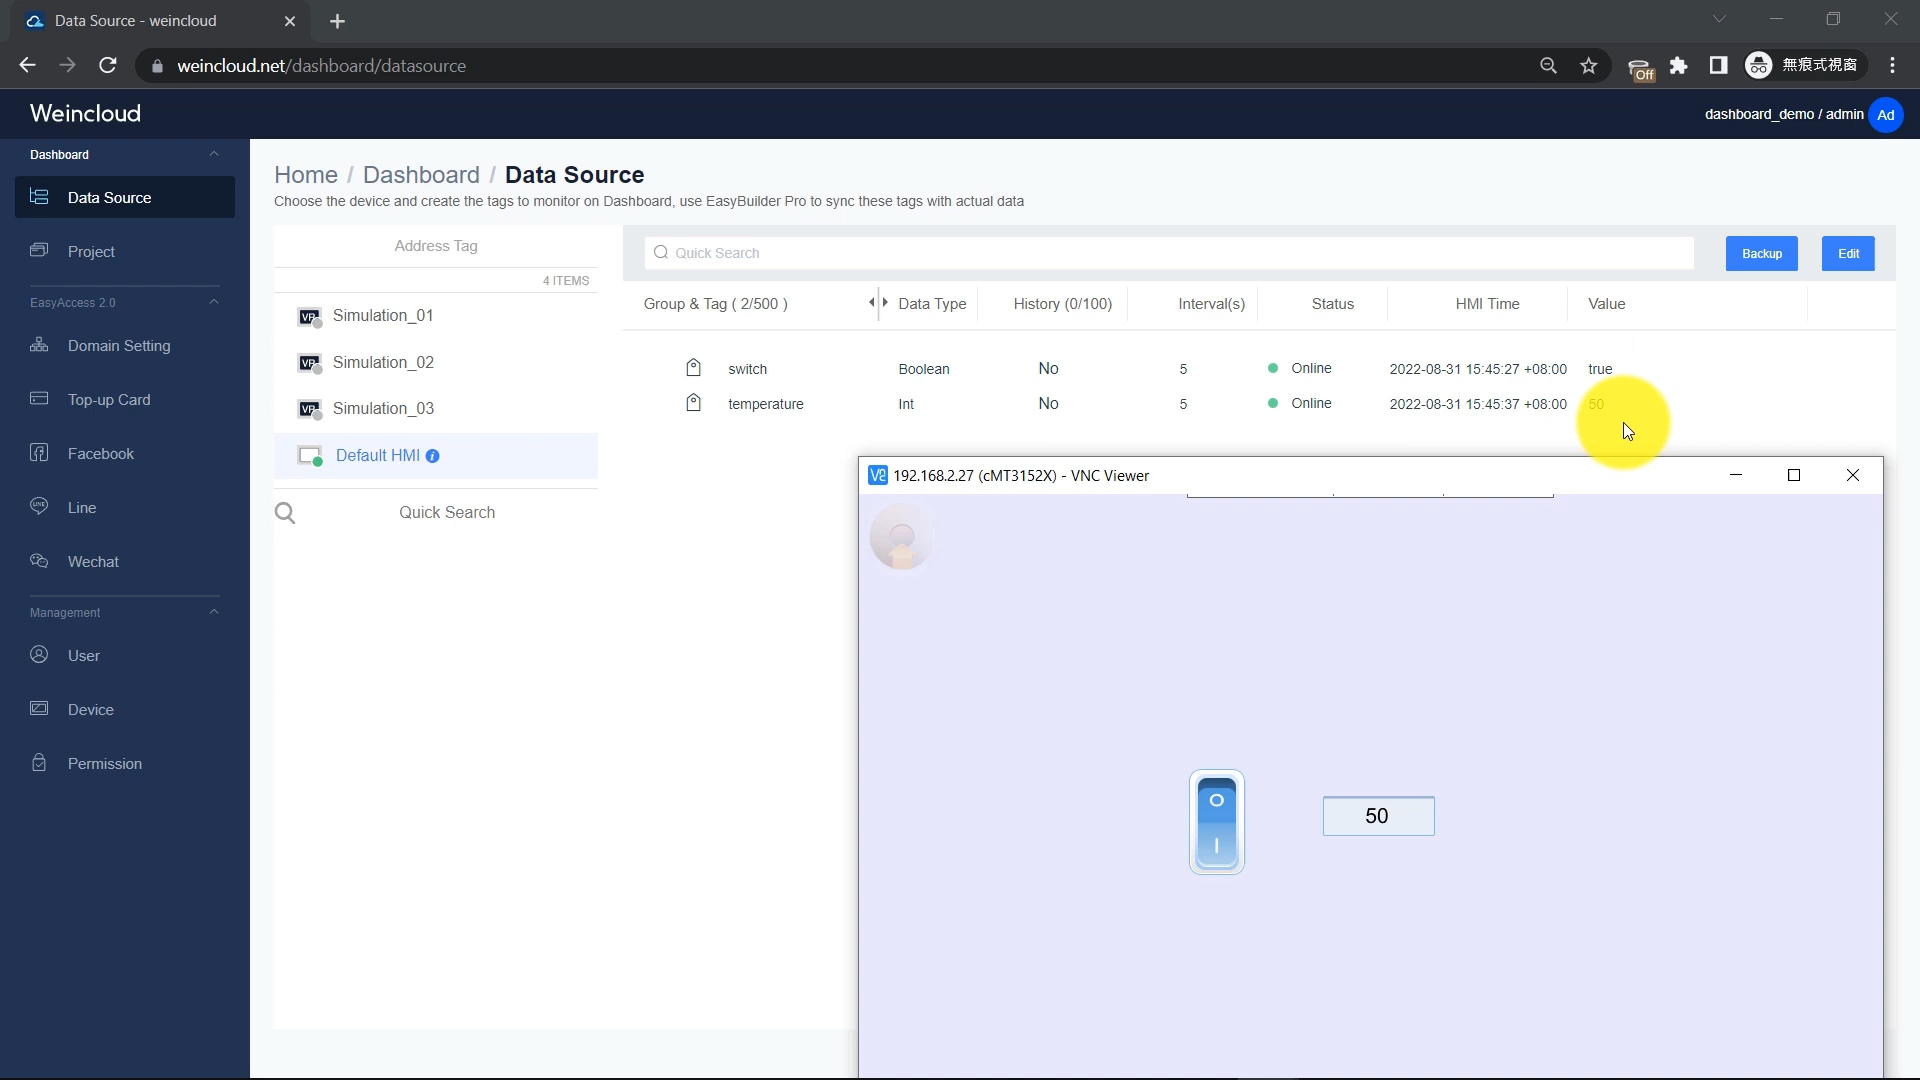 Data Source - weincloud
weincloud.net/dashboard/datasource
Off
無痕式視窗
Weincloud
dashboard_demo / admin
Ad
Dashboard
Data Source
Project
EasyAccess 2.0
Domain Setting
Top-up Card
Facebook
Line
Wechat
Management
User
Device
Permission
Home / Dashboard / Data Source
Choose the device and create the tags to monitor on Dashboard, use EasyBuilder Pro to sync these tags with actual data
Address Tag
4 ITEMS
VP Simulation_01
VP Simulation_02
VP Simulation_03
Default HMI i
Quick Search
Quick Search
Backup
Edit
Group & Tag ( 2/500 ) Data Type History (0/100) Interval(s) Status HMI Time Value
switch Boolean No 5 Online 2022-08-31 15:45:27 +08:00 true
temperature Int No 5 Online 2022-08-31 15:45:37 +08:00 50
192.168.2.27 (cMT3152X) - VNC Viewer
50